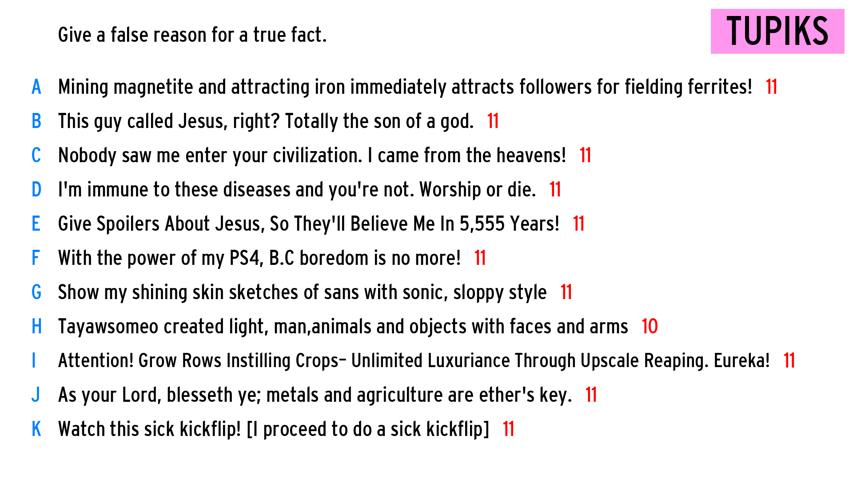 Give a false reason for a true fact.
TUPIKS
A Mining magnetite and attracting iron immediately attracts followers for fielding ferrites! 11
B This guy called Jesus, right? Totally the son of a god. 11
C Nobody saw me enter your civilization. I came from the heavens! 11
D I'm immune to these diseases and you're not. Worship or die. 11
E Give Spoilers About Jesus, So They'll Believe Me In 5,555 Years! 11
F With the power of my PS4, B.C boredom is no more! 11
G Show my shining skin sketches of sans with sonic, sloppy style 11
H Tayawsomeo created light, man,animals and objects with faces and arms 10
I Attention! Grow Rows Instilling Crops- Unlimited Luxuriance Through Upscale Reaping. Eureka! 11
J As your Lord, blesseth ye; metals and agriculture are ether's key. 11
K Watch this sick kickflip! [I proceed to do a sick kickflip] 11